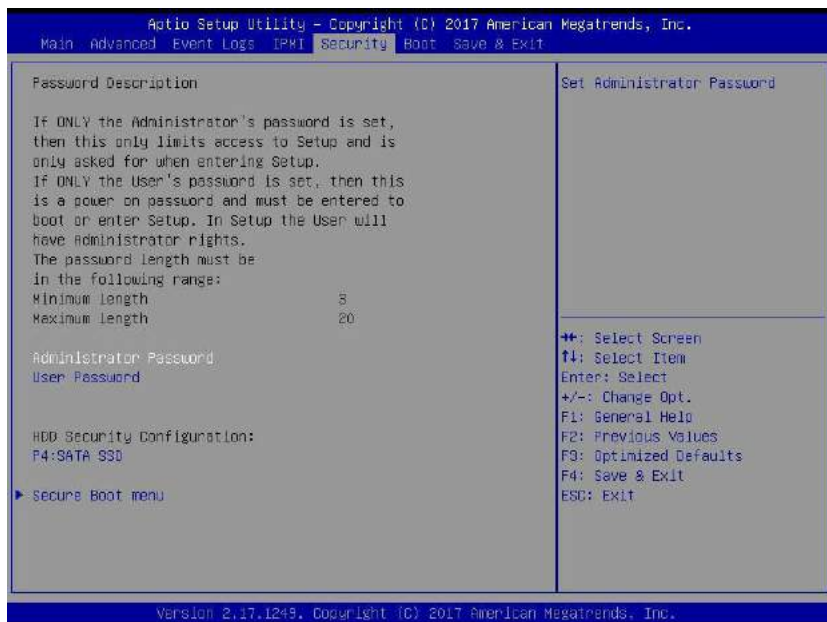 Aptio Setup Utility – Copyright (C) 2017 American Megatrends, Inc.
Main Advanced Event Logs IPMI Security Boot Save & Exit
Password Description
If ONLY the Administrator's password is set,
then this only limits access to Setup and is
only asked for when entering Setup.
If ONLY the User's password is set, then this
is a power on password and must be entered to
boot or enter Setup. In Setup the User will
have Administrator rights.
The password length must be
in the following range:
Minimum length 3
Maximum length 20
Administrator Password
User Password
HDD Security Configuration:
P4:SATA SSD
Secure Boot menu
Set Administrator Password
→←: Select Screen
↑↓: Select Item
Enter: Select
+/-: Change Opt.
F1: General Help
F2: Previous Values
F3: Optimized Defaults
F4: Save & Exit
ESC: Exit
Version 2.17.1249. Copyright (C) 2017 American Megatrends, Inc.